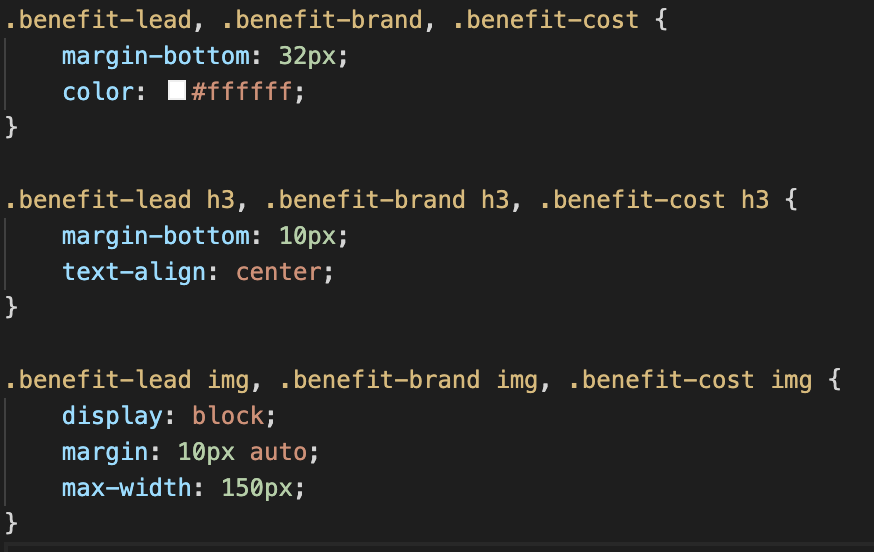 .benefit-lead, .benefit-brand, .benefit-cost {
    margin-bottom: 32px;
    color: #ffffff;
}

.benefit-lead h3, .benefit-brand h3, .benefit-cost h3 {
    margin-bottom: 10px;
    text-align: center;
}

.benefit-lead img, .benefit-brand img, .benefit-cost img {
    display: block;
    margin: 10px auto;
    max-width: 150px;
}